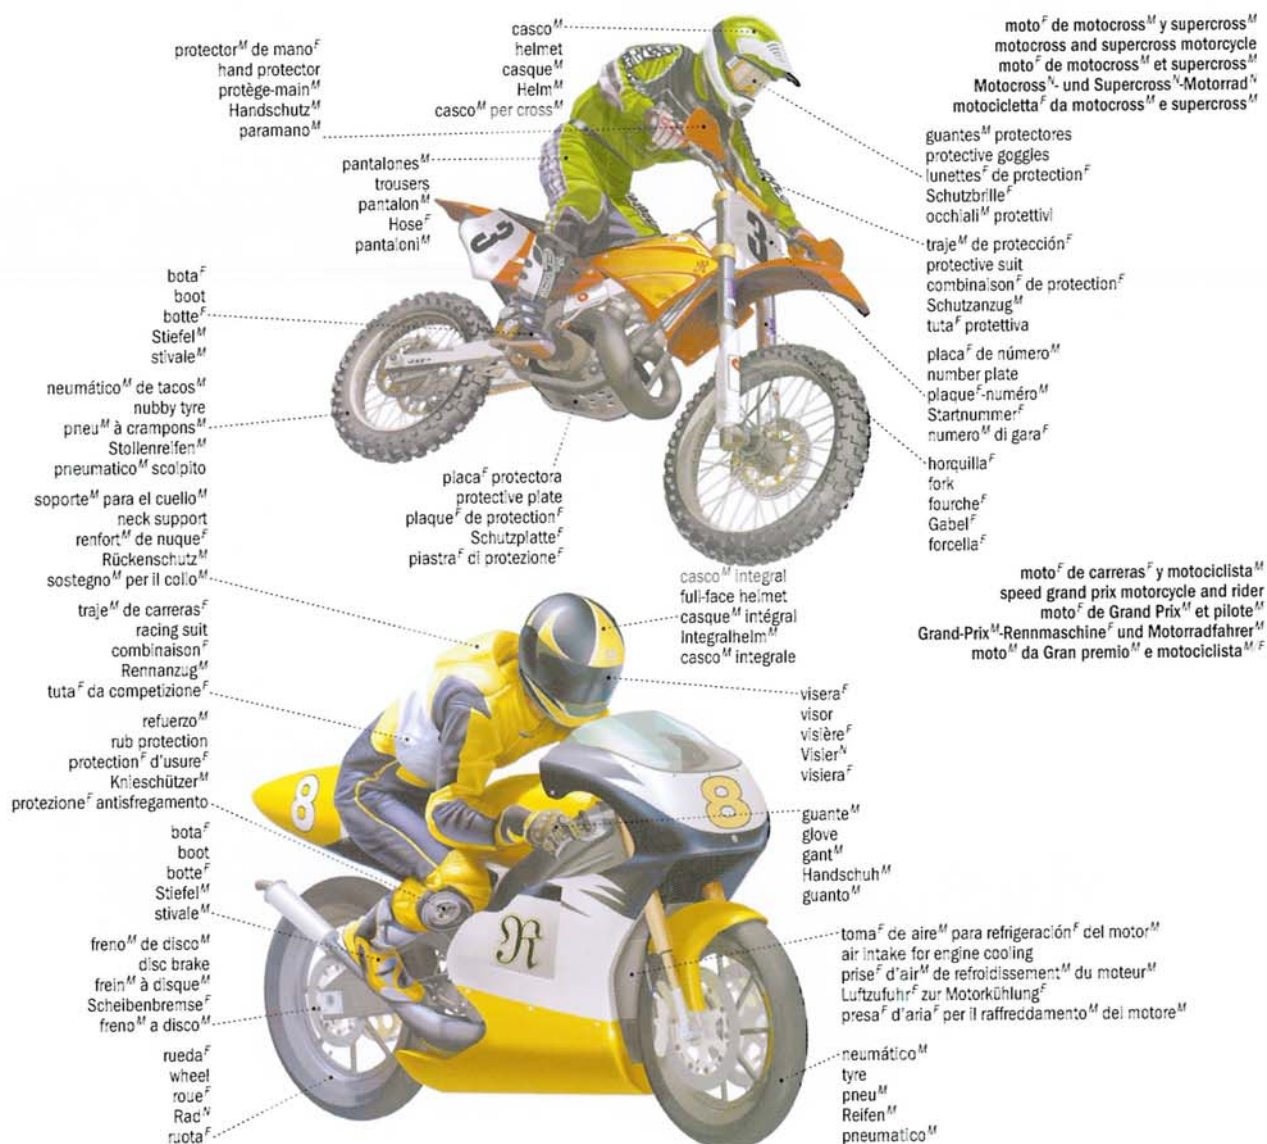 casco^M
helmet
casque^M
Helm^M
casco^M per cross^M
protector^M de mano^F
hand protector
protège-main^M
Handschutz^M
paramano^M
moto^F de motocross^M y supercross^M
motocross and supercross motorcycle
moto^F de motocross^M et supercross^M
Motocross^N- und Supercross^N-Motorrad^N
motocicletta^F da motocross^M e supercross^M
pantalones^M
trousers
pantalon^M
Hose^F
pantaloni^M
guantes^M protectores
protective goggles
lunettes^F de protection^F
Schutzbrille^F
occhiali^M protettivi
traje^M de protección^F
protective suit
combinaison^F de protection^F
Schutzanzug^M
tuta^F protettiva
bota^F
boot
botte^F
Stiefel^M
stivale^M
placa^F de número^M
number plate
plaque^F-numéro^M
Startnummer^F
numero^M di gara^F
neumático^M de tacos^M
nubby tyre
pneu^M à crampons^M
Stollenreifen^M
pneumatico^M scolpito
horquilla^F
fork
fourche^F
Gabel^F
forcella^F
placa^F protectora
protective plate
plaque^F de protection^F
Schutzplatte^F
piastra^F di protezione^F
3
3
soporte^M para el cuello^M
neck support
renfort^M de nuque^F
Rückenschutz^M
sostegno^M per il collo^M
casco^M integral
full-face helmet
casque^M intégral
Integralhelm^M
casco^M integrale
moto^F de carreras^F y motociclista^M
speed grand prix motorcycle and rider
moto^F de Grand Prix^M et pilote^M
Grand-Prix^M-Rennmaschine^F und Motorradfahrer^M
moto^M da Gran premio^M e motociclista^M/F
traje^M de carreras^F
racing suit
combinaison^F
Rennanzug^M
tuta^F da competizione^F
visera^F
visor
visière^F
Visier^N
visiera^F
refuerzo^M
rub protection
protection^F d'usure^F
Knieschützer^M
protezione^F antisfregamento
8
8
guante^M
glove
gant^M
Handschuh^M
guanto^M
bota^F
boot
botte^F
Stiefel^M
stivale^M
R
toma^F de aire^M para refrigeración^F del motor^M
air intake for engine cooling
prise^F d'air^M de refroidissement^M du moteur^M
Luftzufuhr^F zur Motorkühlung^F
presa^F d'aria^F per il raffreddamento^M del motore^M
freno^M de disco^M
disc brake
frein^M à disque^M
Scheibenbremse^F
freno^M a disco^M
rueda^F
wheel
roue^F
Rad^N
ruota^F
neumático^M
tyre
pneu^M
Reifen^M
pneumatico^M